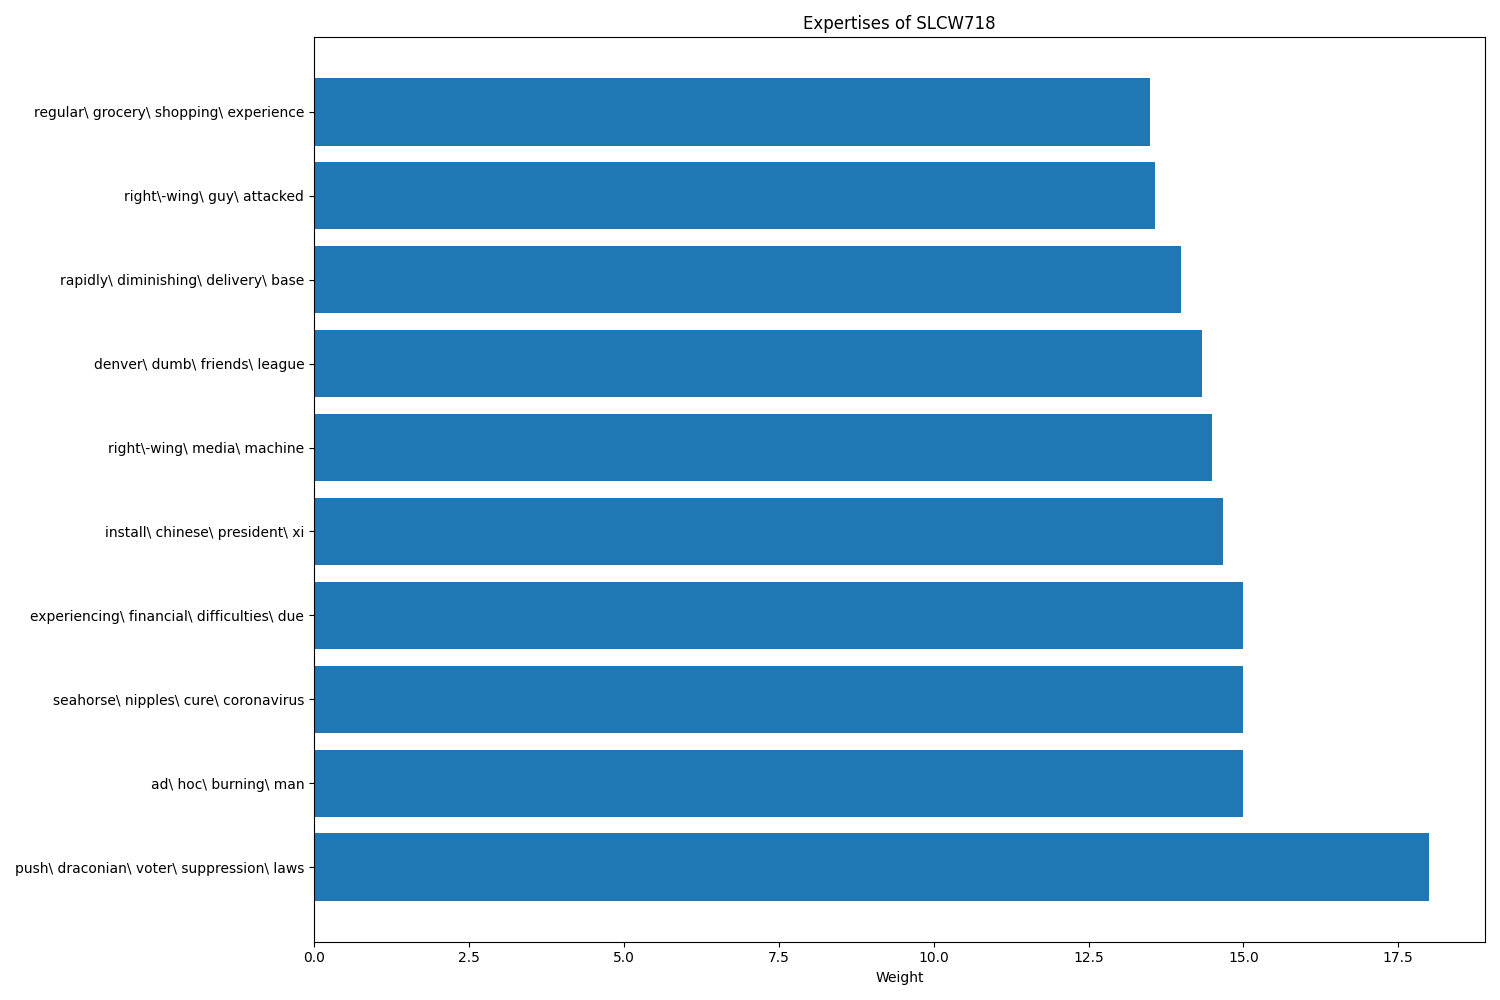 Expertises of SLCW718
regular\ grocery\ shopping\ experience
right\-wing\ guy\ attacked
rapidly\ diminishing\ delivery\ base
denver\ dumb\ friends\ league
right\-wing\ media\ machine
install\ chinese\ president\ xi
experiencing\ financial\ difficulties\ due
seahorse\ nipples\ cure\ coronavirus
ad\ hoc\ burning\ man
push\ draconian\ voter\ suppression\ laws
0.0 2.5 5.0 7.5 10.0 12.5 15.0 17.5
Weight